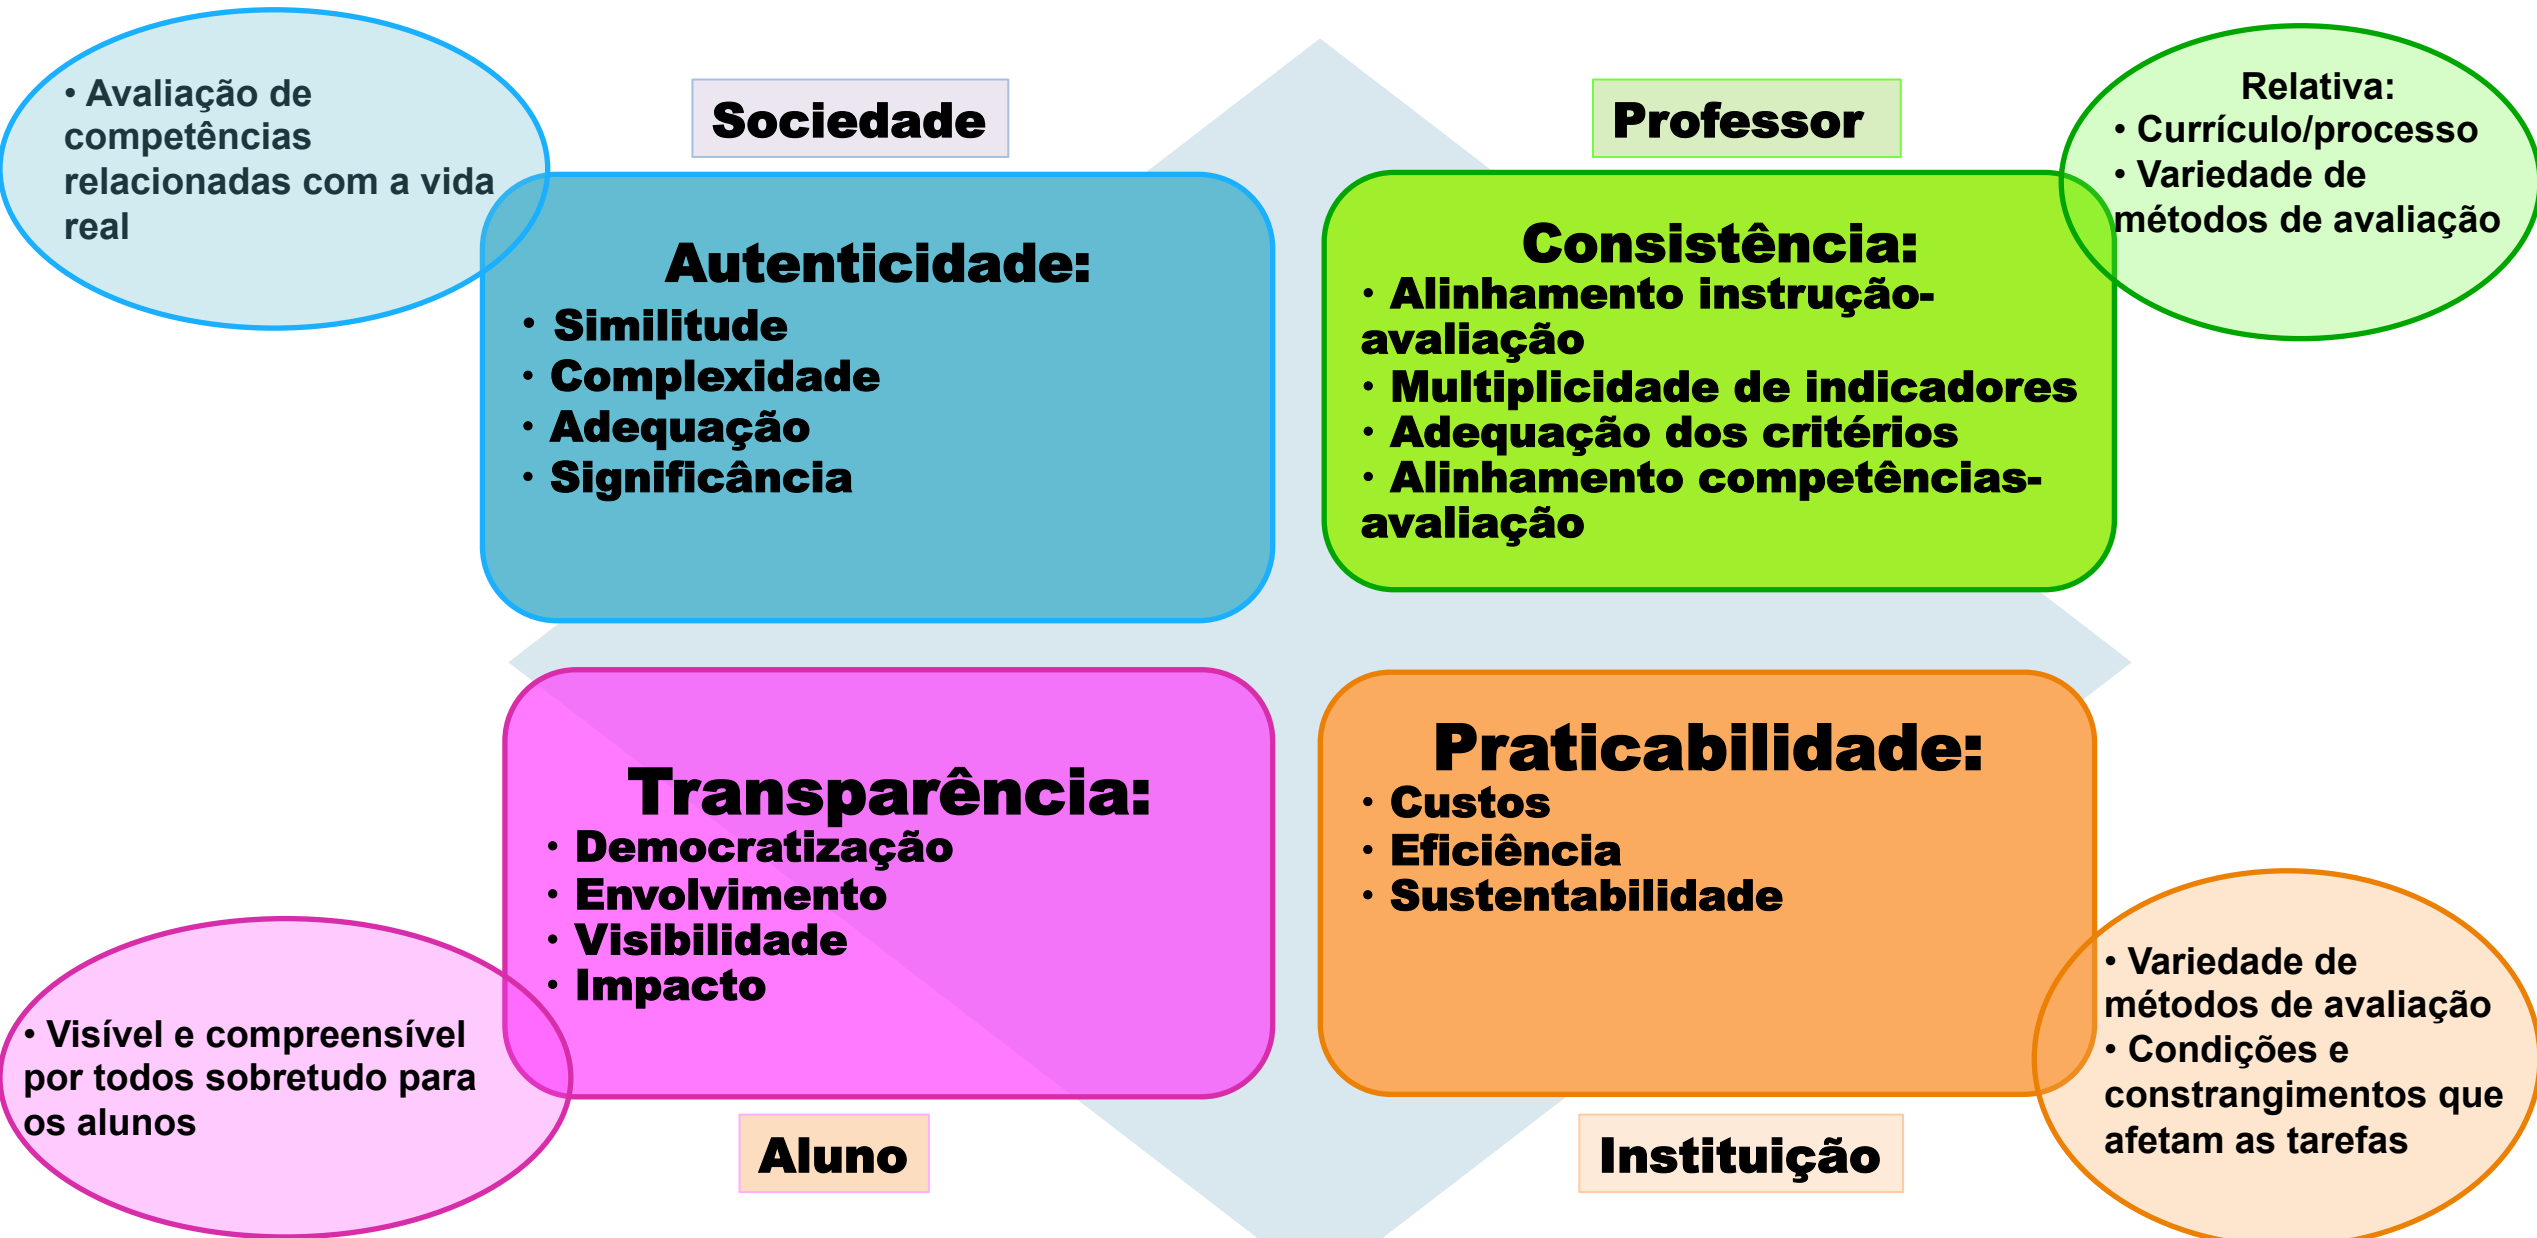 • Avaliação de
competências
relacionadas com a vida
real
Sociedade
Autenticidade:
• Similitude
• Complexidade
• Adequação
• Significância
Professor
Consistência:
• Alinhamento instrução-
avaliação
• Multiplicidade de indicadores
• Adequação dos critérios
• Alinhamento competências-
avaliação
Relativa:
• Currículo/processo
• Variedade de
métodos de avaliação
• Visível e compreensível
por todos sobretudo para
os alunos
Transparência:
• Democratização
• Envolvimento
• Visibilidade
• Impacto
Aluno
Praticabilidade:
• Custos
• Eficiência
• Sustentabilidade
Instituição
• Variedade de
métodos de avaliação
• Condições e
constrangimentos que
afetam as tarefas